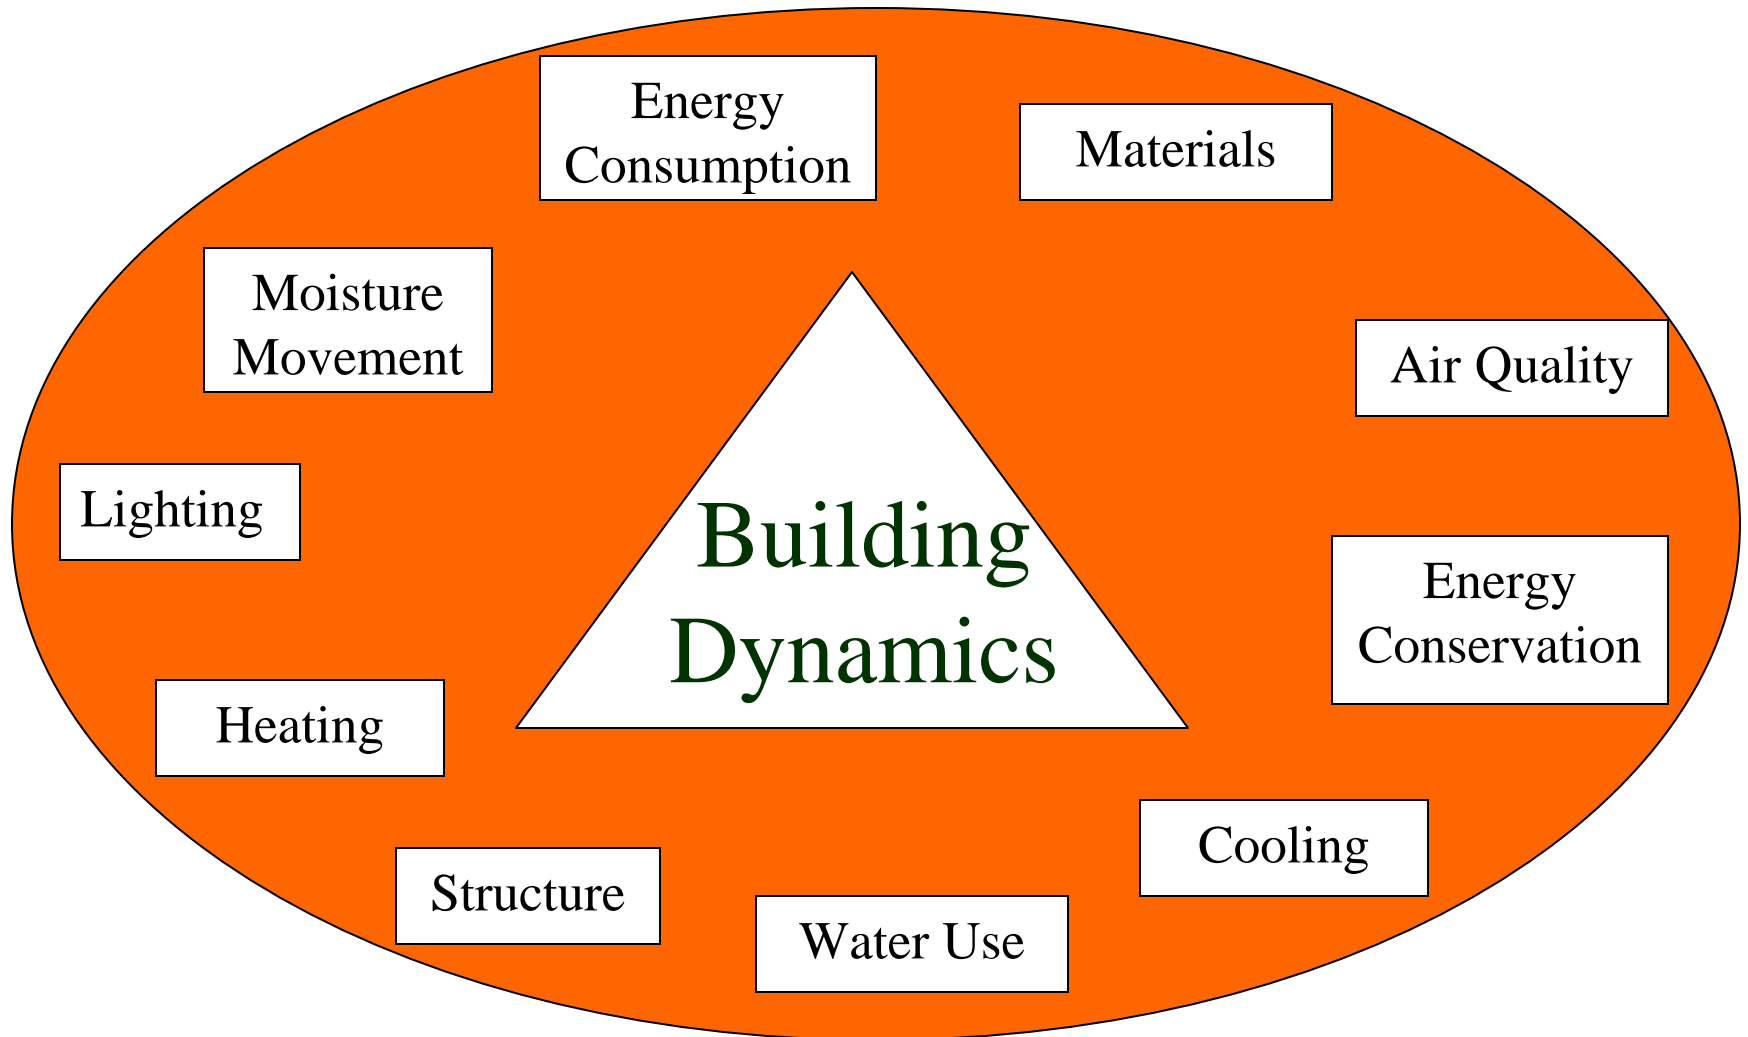 Energy
Consumption
Materials
Moisture
Movement
Air Quality
Lighting
Building
Dynamics
Energy
Conservation
Heating
Cooling
Structure
Water Use